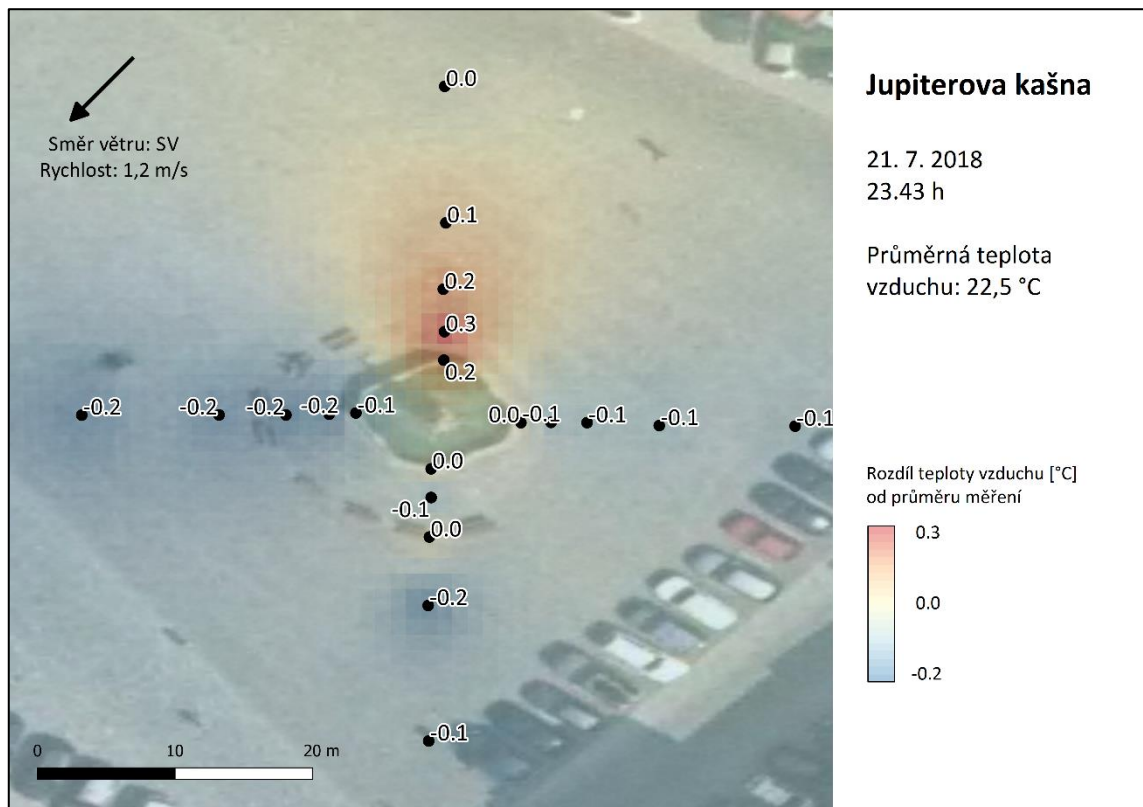 Směr větru: SV
Rychlost: 1,2 m/s
0.0
0.1
0.2
0.3
0.2
-0.2
-0.2
-0.2
-0.2
-0.1
0.0
-0.1
-0.1
-0.1
-0.1
0.0
-0.1
0.0
-0.2
-0.1
0 10 20 m
Jupiterova kašna
21. 7. 2018
23.43 h
Průměrná teplota
vzduchu: 22,5 °C
Rozdíl teploty vzduchu [°C]
od průměru měření
0.3
0.0
-0.2